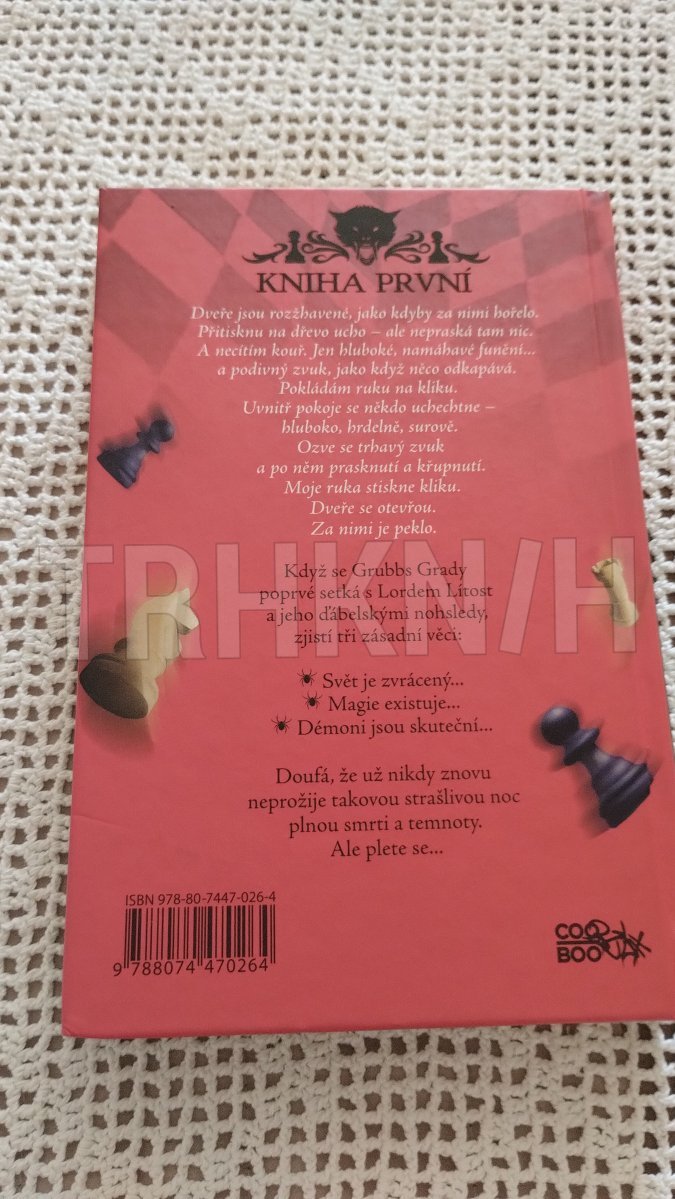 KNIHA PRVNÍ
Dveře jsou rozžhavené, jako kdyby za nimi hořelo.
Přitisknu na dřevo ucho – ale nepraská tam nic.
A necítím kouř. Jen hluboké, namáhavé funění...
a podivný zvuk, jako když něco odkapává.
Pokládám ruku na kliku.
Uvnitř pokoje se někdo uchechtne –
hluboko, hrdelně, surově.
Ozve se trhavý zvuk
a po něm prasknutí a křupnutí.
Moje ruka stiskne kliku.
Dveře se otevřou.
Za nimi je peklo.
TRHKN/H
Když se Grubbs Grady
poprvé setká s Lordem Lítost
a jeho ďábelskými nohsledy,
zjistí tři zásadní věci:
Svět je zvrácený...
Magie existuje...
Démoni jsou skuteční...
Doufá, že už nikdy znovu
neprožije takovou strašlivou noc
plnou smrti a temnoty.
Ale plete se...
ISBN 978-80-7447-026-4
9 788074 470264
COO
BOO